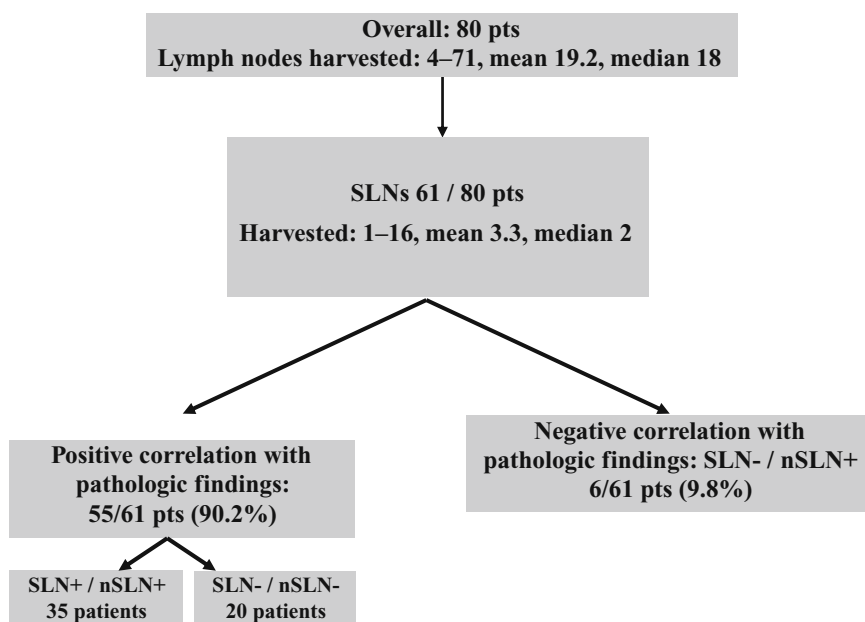 Overall: 80 pts
Lymph nodes harvested: 4–71, mean 19.2, median 18
SLNs 61 / 80 pts
Harvested: 1–16, mean 3.3, median 2
Positive correlation with
pathologic findings:
55/61 pts (90.2%)
Negative correlation with
pathologic findings: SLN- / nSLN+
6/61 pts (9.8%)
SLN+ / nSLN+
35 patients
SLN- / nSLN-
20 patients